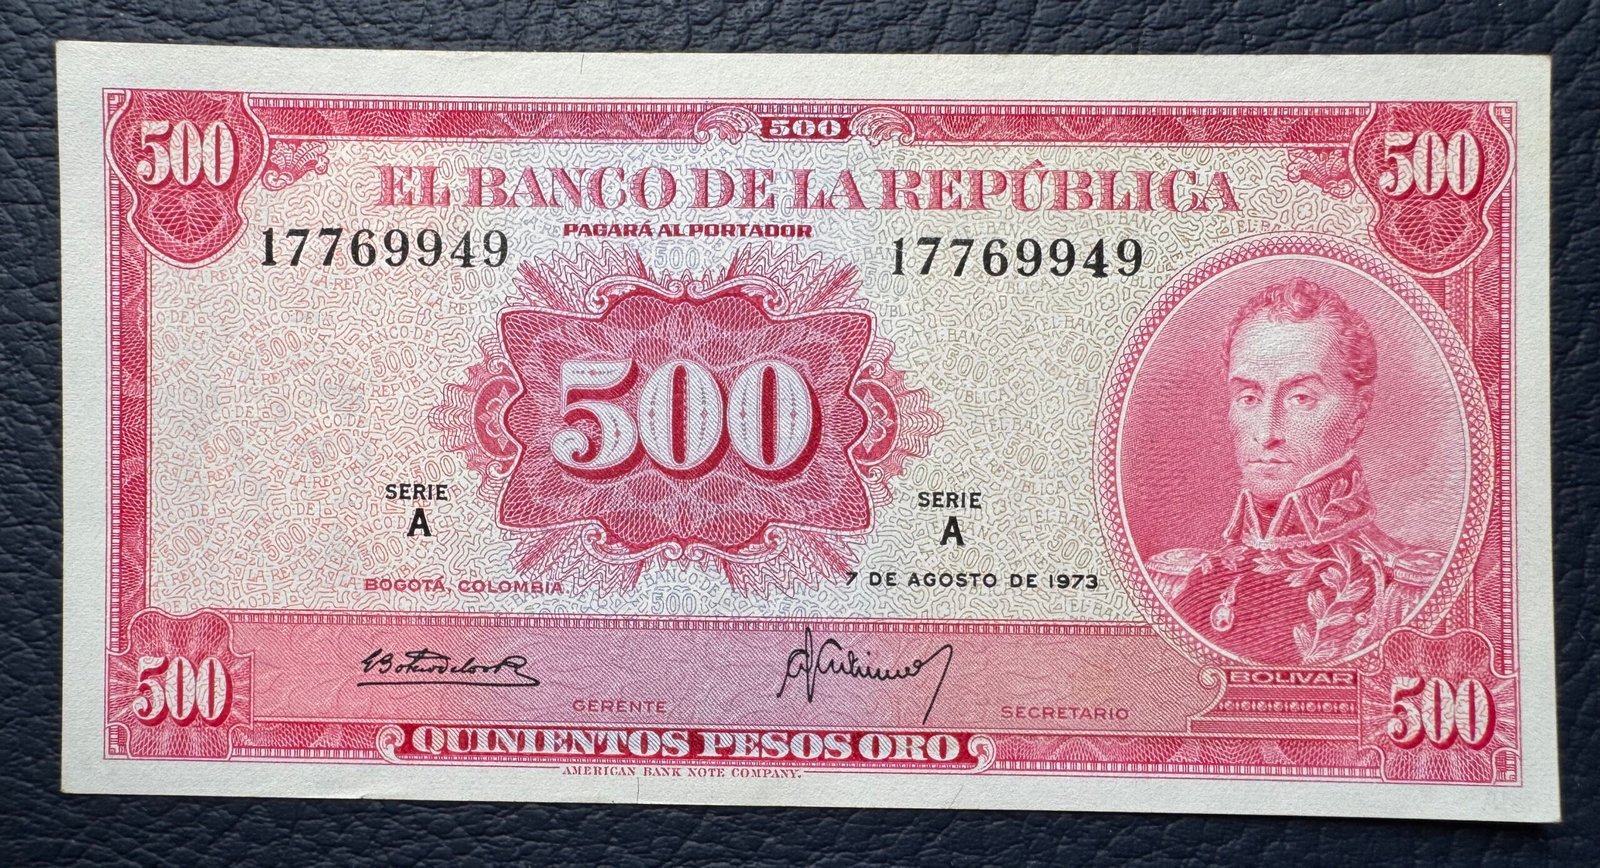 500 500 500
EL BANCO DE LA REPÚBLICA
PAGARÁ AL PORTADOR
17769949 17769949
500
SERIE SERIE
A A
BOGOTÁ, COLOMBIA. 7 DE AGOSTO DE 1973
BOLIVAR
500 500
GERENTE SECRETARIO
QUINIENTOS PESOS ORO
AMERICAN BANK NOTE COMPANY.